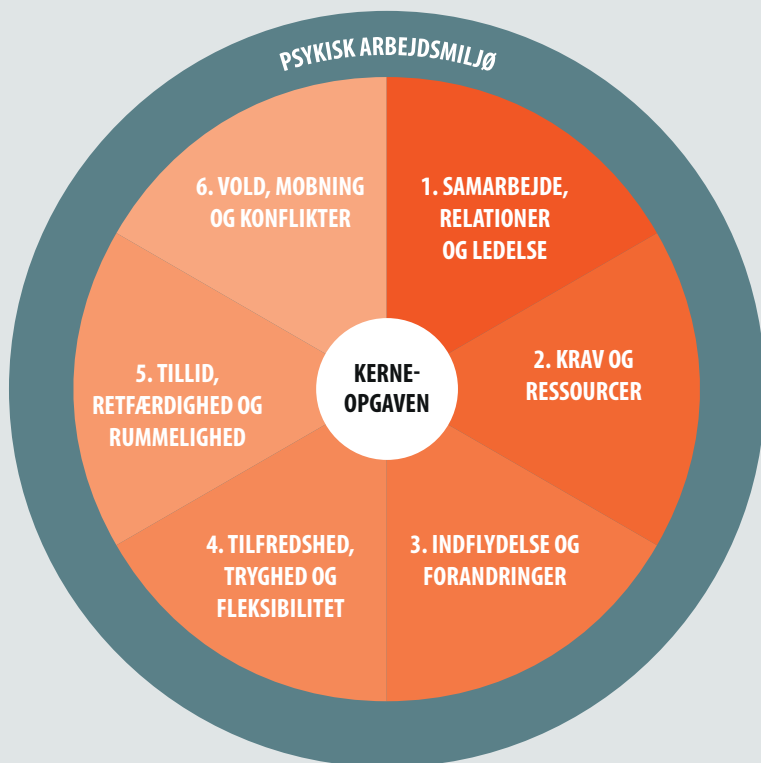 PSYKISK ARBEJDSMILJØ
1. SAMARBEJDE,
RELATIONER
OG LEDELSE
2. KRAV OG
RESSOURCER
3. INDFLYDELSE OG
FORANDRINGER
4. TILFREDSHED,
TRYGHED OG
FLEKSIBILITET
5. TILLID,
RETFÆRDIGHED OG
RUMMELIGHED
6. VOLD, MOBNING
OG KONFLIKTER
KERNE-
OPGAVEN